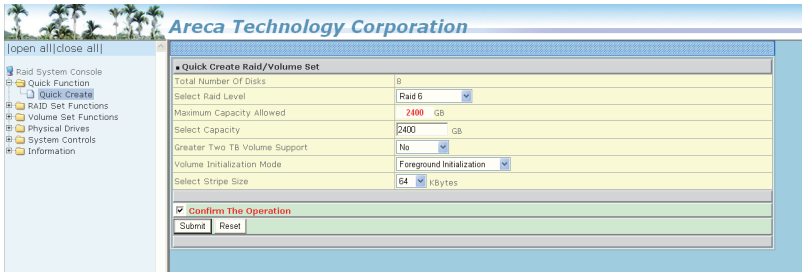 Areca Technology Corporation
|open all|close all|
Raid System Console
Quick Function
Quick Create
RAID Set Functions
Volume Set Functions
Physical Drives
System Controls
Information
Quick Create Raid/Volume Set
Total Number Of Disks 8
Select Raid Level Raid 6
Maximum Capacity Allowed 2400 GB
Select Capacity 2400 GB
Greater Two TB Volume Support No
Volume Initialization Mode Foreground Initialization
Select Stripe Size 64 KBytes
Confirm The Operation
Submit Reset